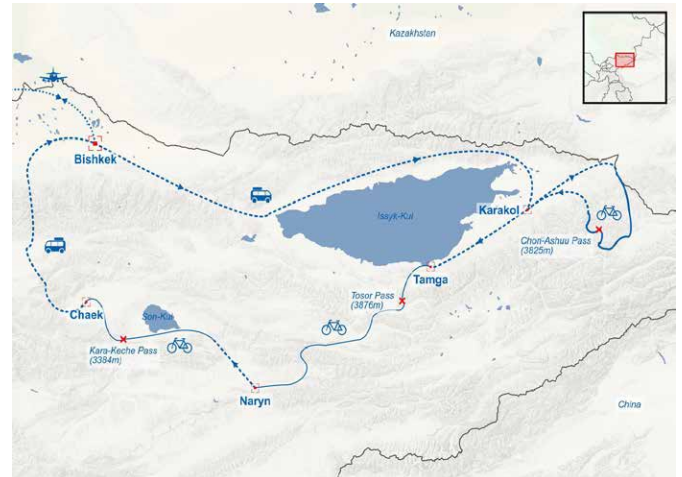 Kazakhsten
Bishkek
Issyk-Kul
Karakol
Chon-Ashuu Pass
(3825m)
Tamga
Tosor Pass
(3876m)
Chaek
Son-Kul
Kara-Keche Pass
(3384m)
Naryn
China